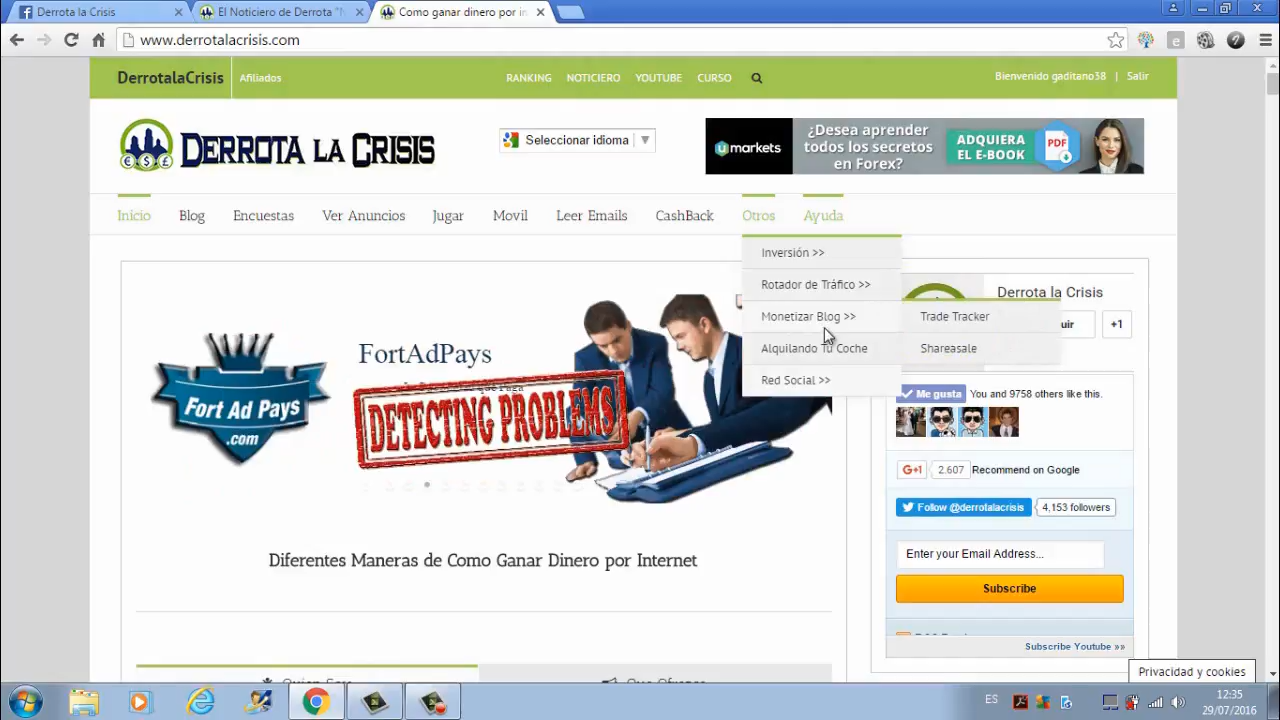 Derrota la Crisis
El Noticiero de Derrota "N
Como ganar dinero por in
www.derrotalacrisis.com
DerrotalaCrisis
Afiliados
RANKING
NOTICIERO
YOUTUBE
CURSO
Bienvenido gaditano38 | Salir
DERROTA LA CRISIS
Seleccionar idioma
umarkets
¿Desea aprender
todos los secretos
en Forex?
ADQUIERA
EL E-BOOK
PDF
Inicio
Blog
Encuestas
Ver Anuncios
Jugar
Movil
Leer Emails
CashBack
Otros
Ayuda
Inversión >>
Rotador de Tráfico >>
Monetizar Blog >>
Alquilando Tu Coche
Red Social >>
Trade Tracker
Shareasale
Derrota la Crisis
uir
+1
FortAdPays
Fort Ad Pays
.com
DETECTING PROBLEMS
Me gusta
You and 9758 others like this.
G+1
2.607
Recommend on Google
Follow @derrotalacrisis
4,153 followers
Enter your Email Address...
Subscribe
Subscribe Youtube »»
Diferentes Maneras de Como Ganar Dinero por Internet
Privacidad y cookies
ES
12:35
29/07/2016